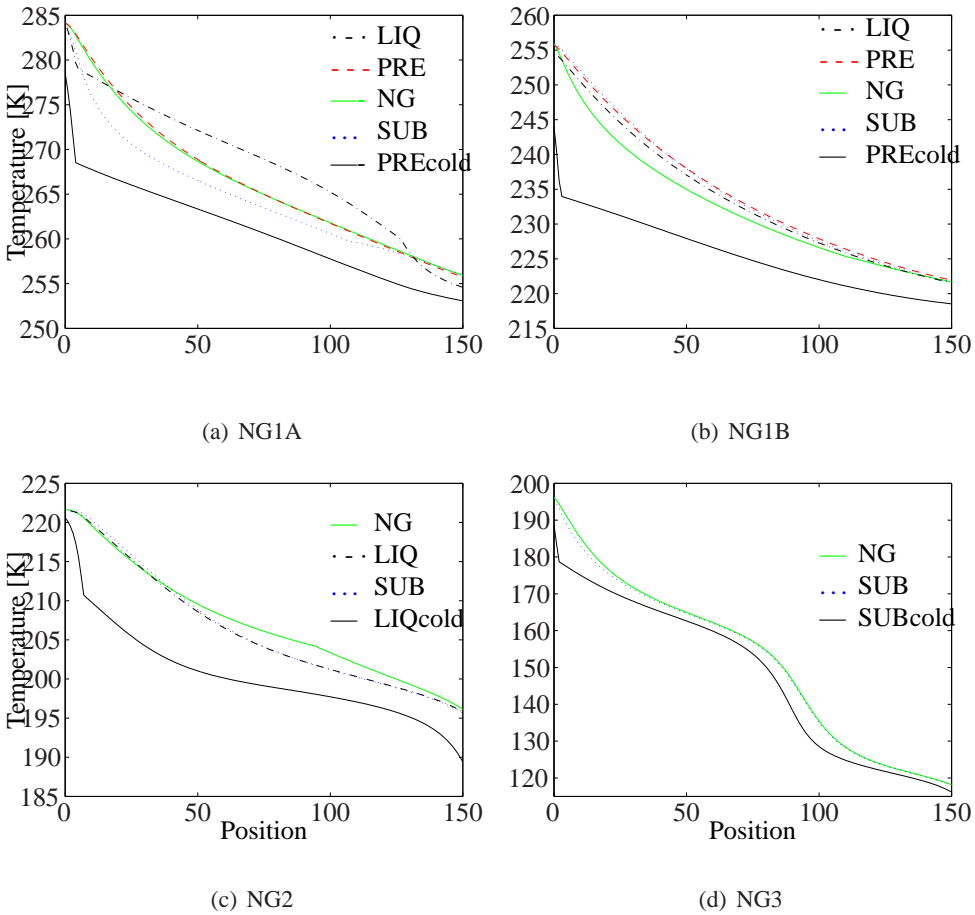 285
280
275
270
265
260
255
250
Temperature [K]
LIQ
PRE
NG
SUB
PREcold
0
50
100
150
(a) NG1A
255
250
245
240
235
230
225
220
215
LIQ
PRE
NG
SUB
PREcold
0
50
100
150
(b) NG1B
225
220
215
210
205
200
195
190
185
Temperature [K]
NG
LIQ
SUB
LIQcold
0
50
100
150
Position
(c) NG2
200
190
180
170
160
150
140
130
120
NG
SUB
SUBcold
0
50
100
150
Position
(d) NG3